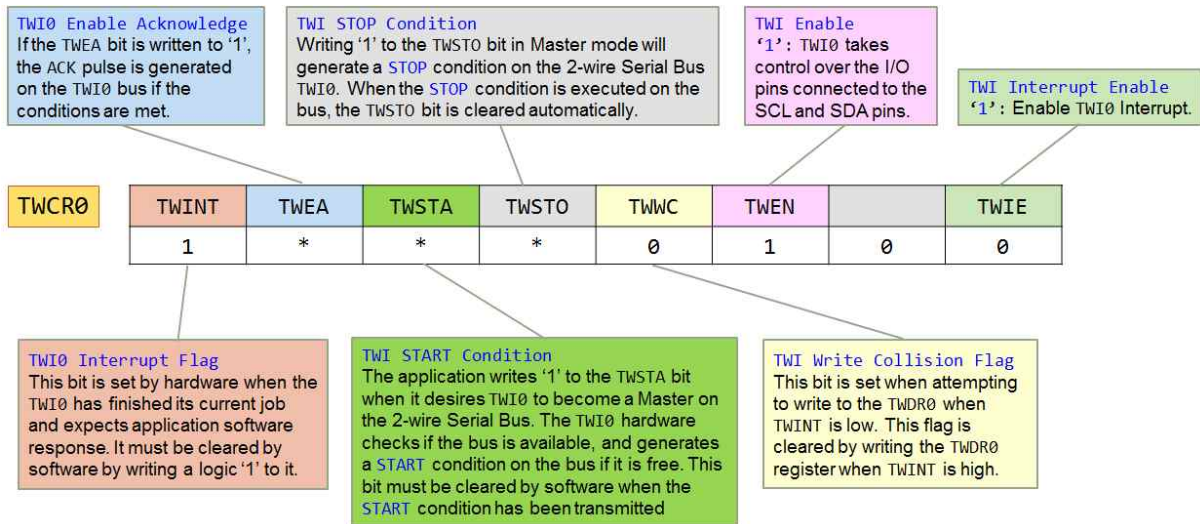 TWI0 Enable Acknowledge
If the TWEA bit is written to ‘1’,
the ACK pulse is generated
on the TWI0 bus if the
conditions are met.
TWI STOP Condition
Writing ‘1’ to the TWSTO bit in Master mode will
generate a STOP condition on the 2-wire Serial Bus
TWI0. When the STOP condition is executed on the
bus, the TWSTO bit is cleared automatically.
TWI Enable
‘1’: TWI0 takes
control over the I/O
pins connected to the
SCL and SDA pins.
TWI Interrupt Enable
‘1’: Enable TWI0 Interrupt.
TWCR0
TWINT TWEA TWSTA TWSTO TWWC TWEN TWIE
1 * * * 0 1 0 0
TWI0 Interrupt Flag
This bit is set by hardware when the
TWI0 has finished its current job
and expects application software
response. It must be cleared by
software by writing a logic ‘1’ to it.
TWI START Condition
The application writes ‘1’ to the TWSTA bit
when it desires TWI0 to become a Master on
the 2-wire Serial Bus. The TWI0 hardware
checks if the bus is available, and generates
a START condition on the bus if it is free. This
bit must be cleared by software when the
START condition has been transmitted
TWI Write Collision Flag
This bit is set when attempting
to write to the TWDR0 when
TWINT is low. This flag is
cleared by writing the TWDR0
register when TWINT is high.